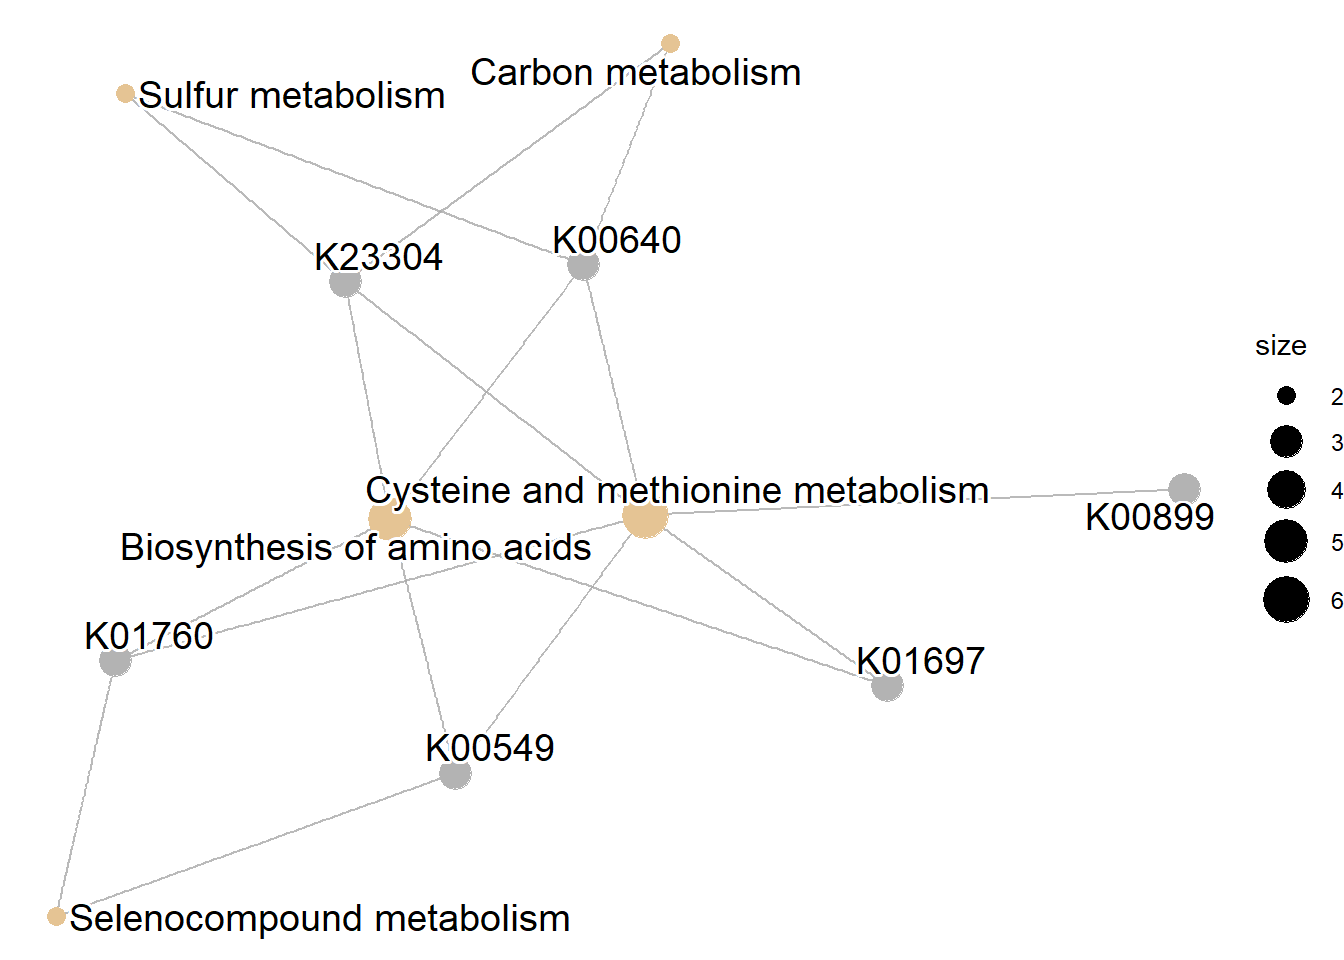 Carbon metabolism
Sulfur metabolism
K00640
K23304
size
2
3
4
5
6
Cysteine and methionine metabolism
K00899
Biosynthesis of amino acids
K01760
K01697
K00549
Selenocompound metabolism